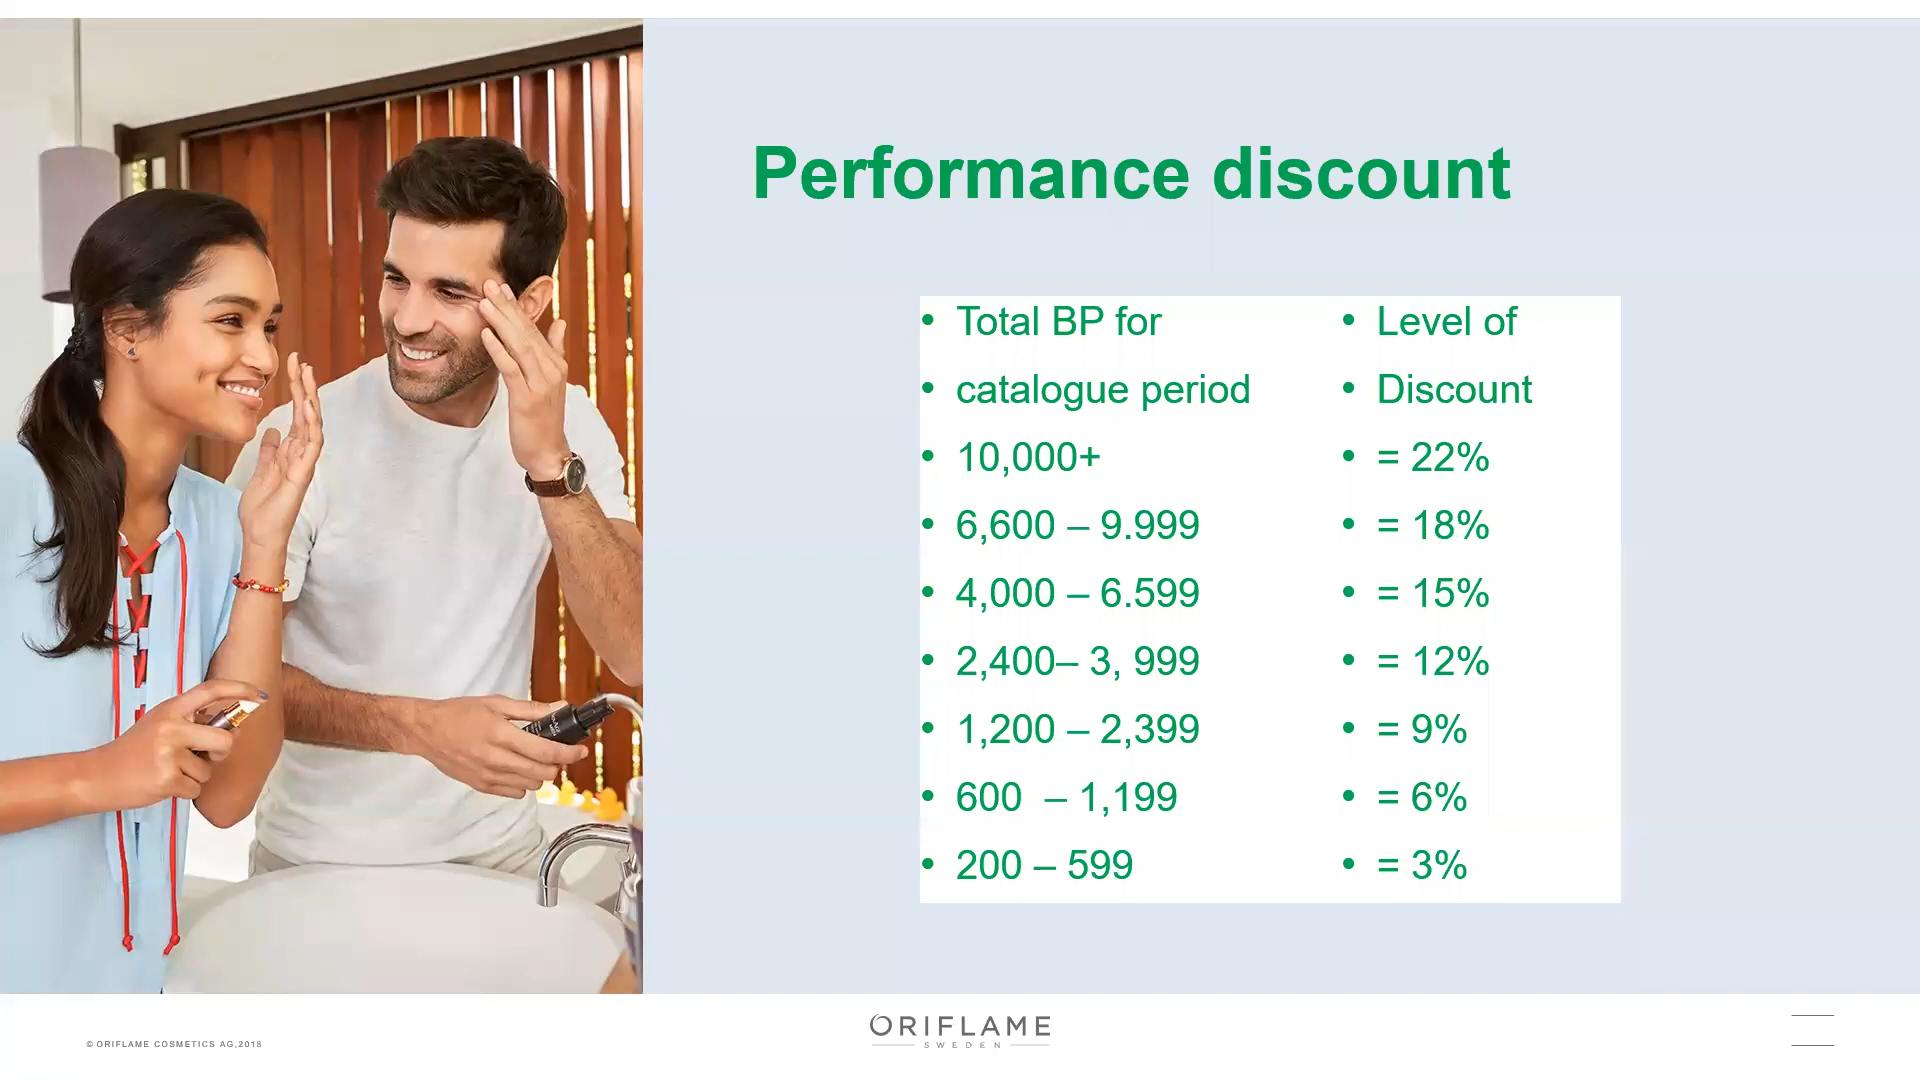 Performance discount
• Total BP for
• catalogue period
• 10,000+
• 6,600 – 9.999
• 4,000 – 6.599
• 2,400– 3, 999
• 1,200 – 2,399
• 600  – 1,199
• 200 – 599
• Level of
• Discount
• = 22%
• = 18%
• = 15%
• = 12%
• = 9%
• = 6%
• = 3%
© ORIFLAME COSMETICS AG,2018
ORIFLAME
SWEDEN